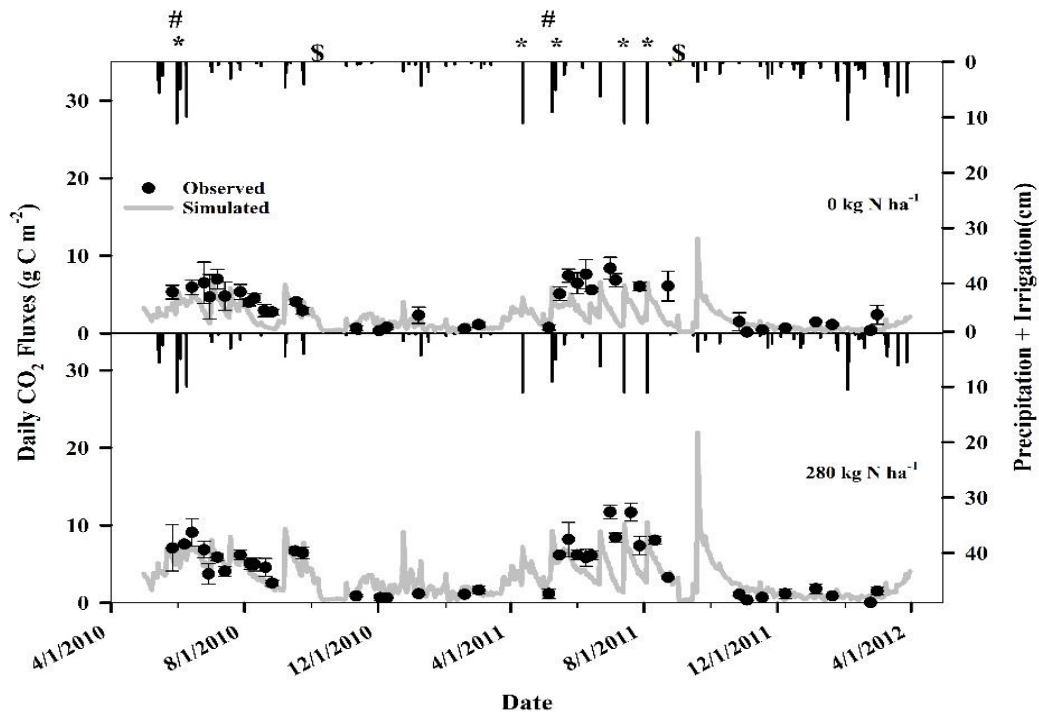 # #
* * * * *
$ $
30
20
10
0
Observed
Simulated
0 kg N ha⁻¹
0
10
20
30
40
0
30
20
10
0
280 kg N ha⁻¹
10
20
30
40
Daily CO₂ Fluxes (g C m⁻²)
Precipitation + Irrigation(cm)
4/1/2010 8/1/2010 12/1/2010 4/1/2011 8/1/2011 12/1/2011 4/1/2012
Date